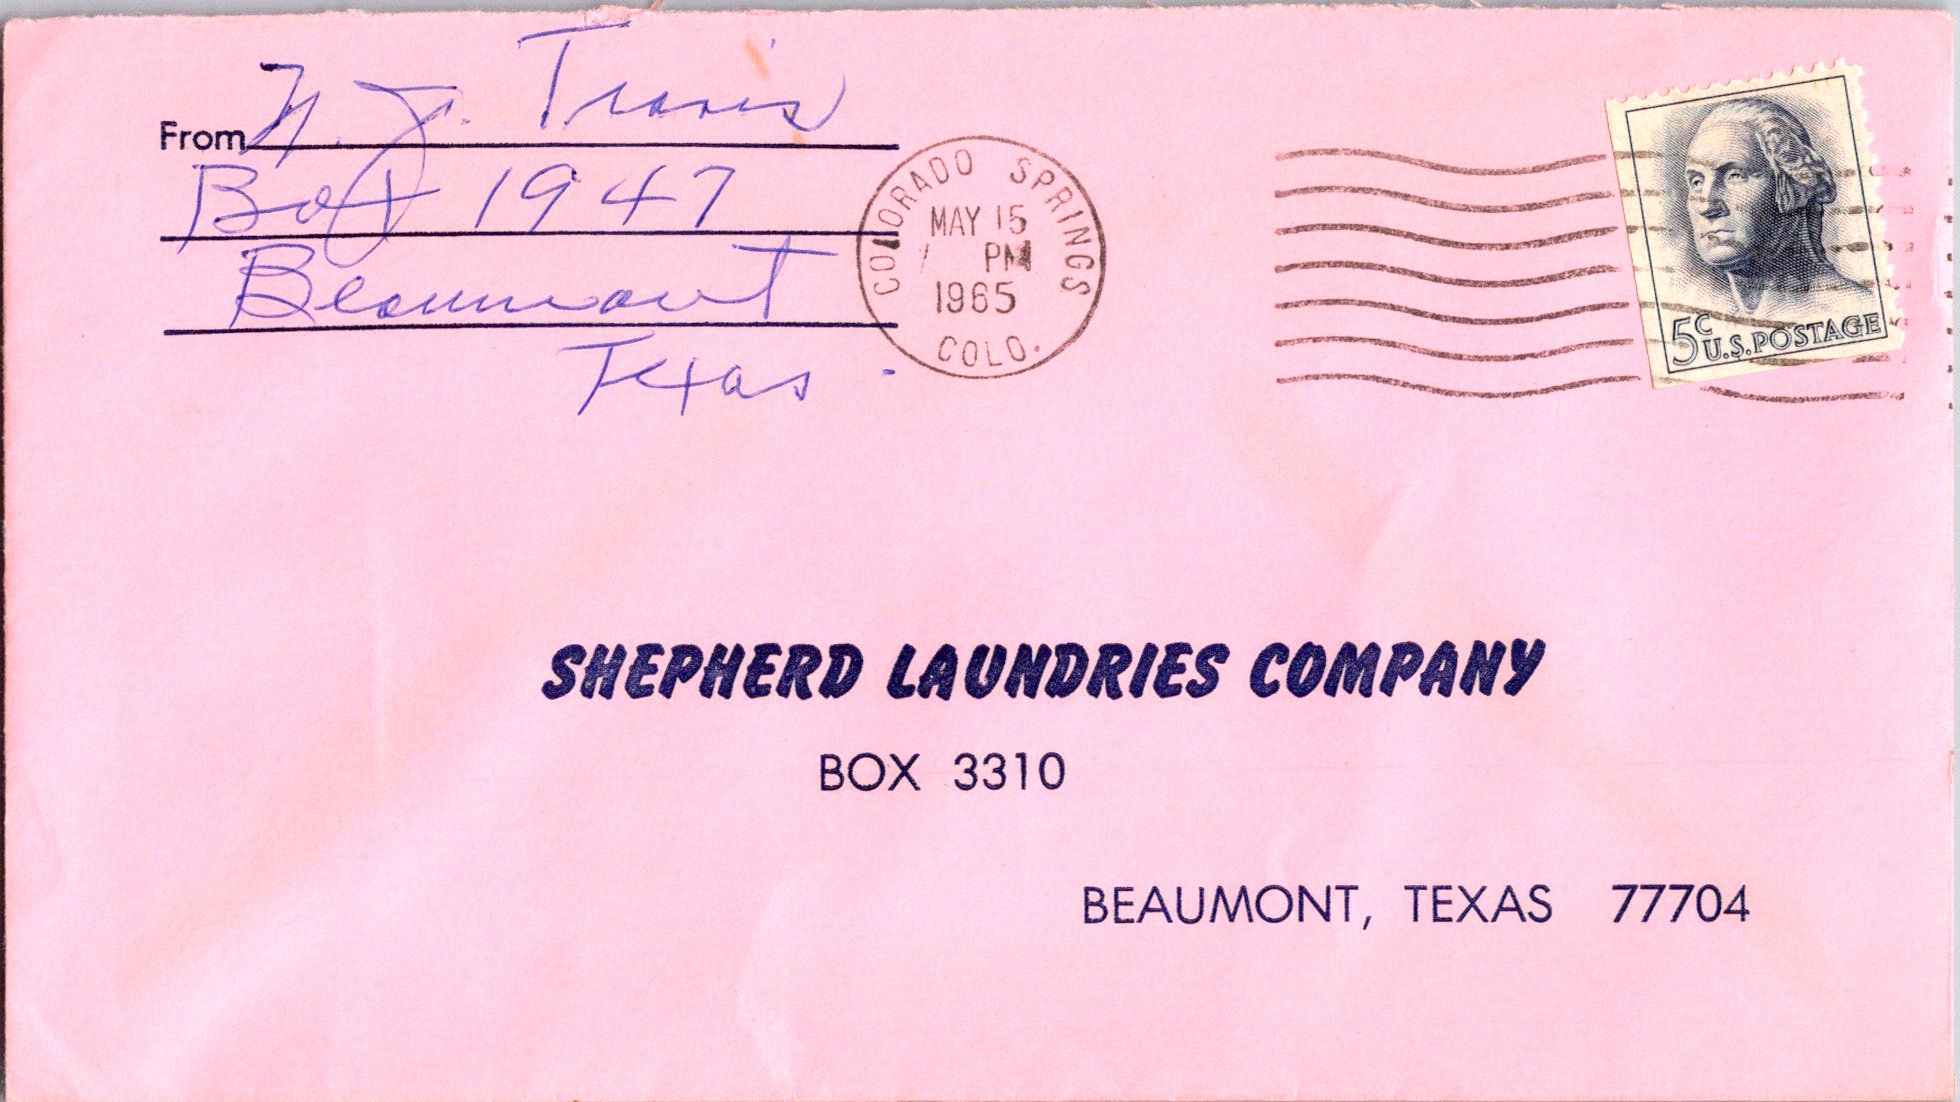 From N. J. Travis
Box 1947
Beaumont
Texas.
COLORADO SPRINGS
MAY 15
PM
1965
COLO.
5c
U.S. POSTAGE
SHEPHERD LAUNDRIES COMPANY
BOX 3310
BEAUMONT, TEXAS 77704